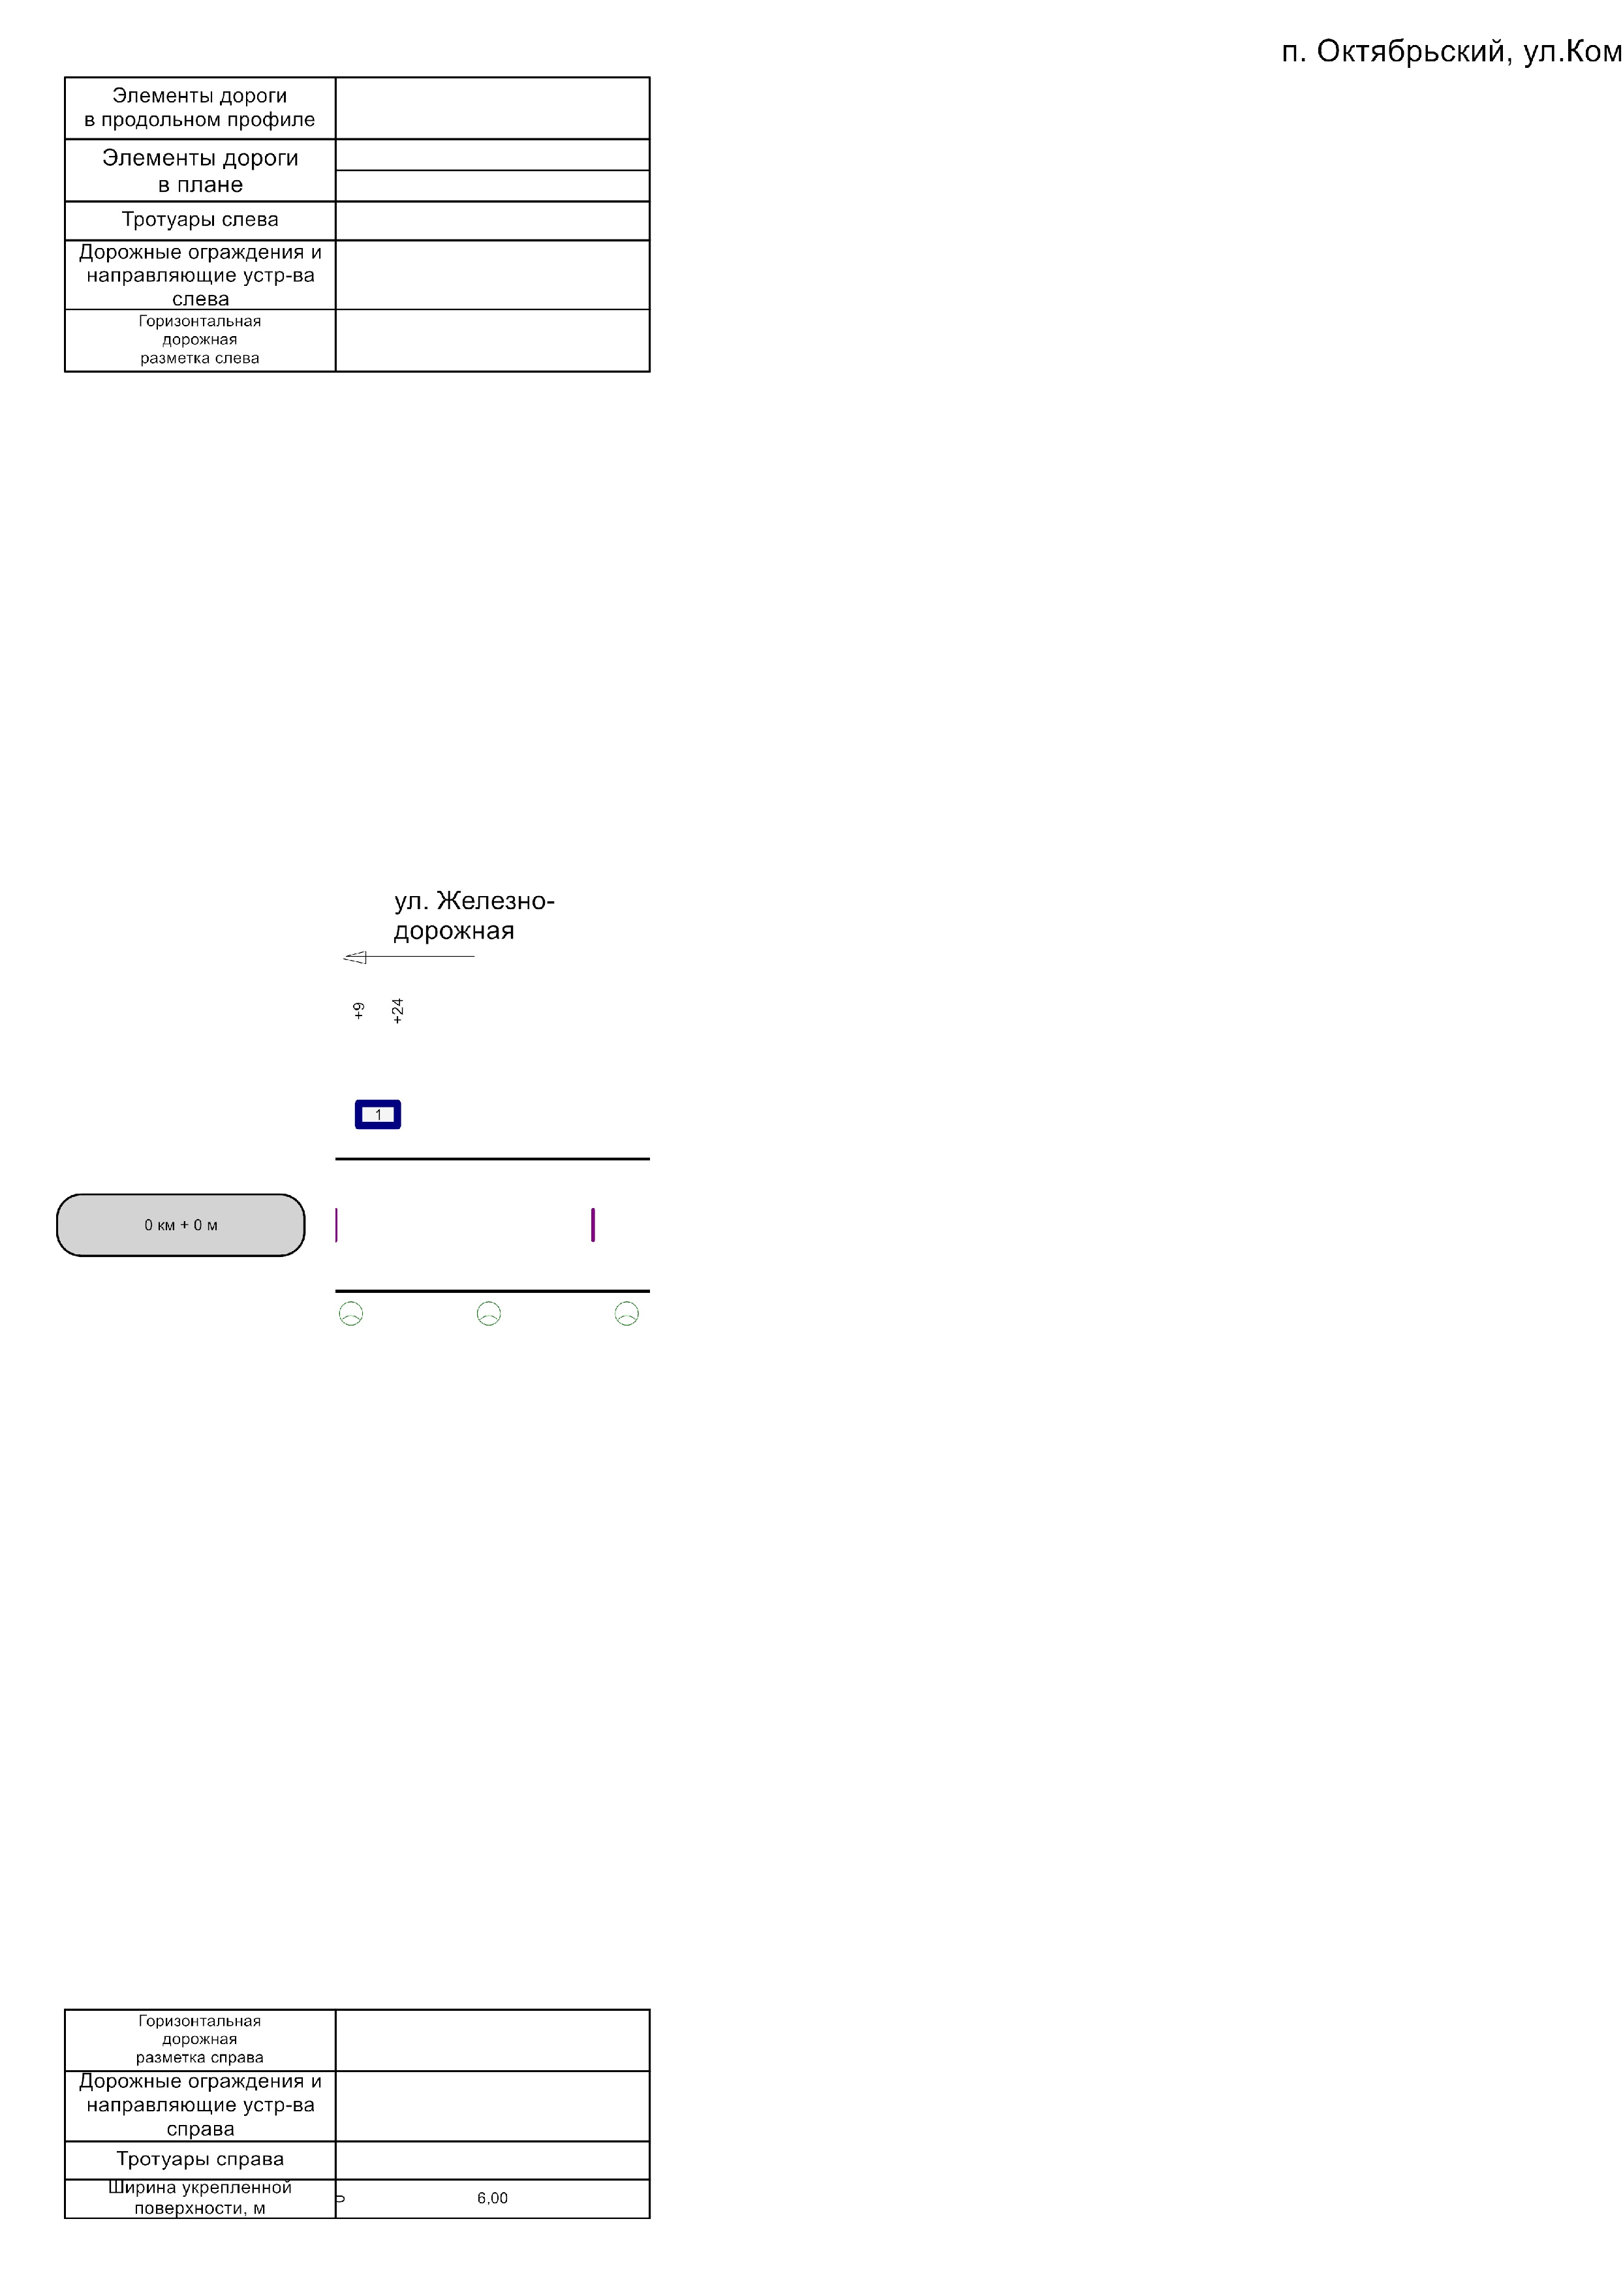 п. Октябрьский, ул.Ком
Элементы дороги
в продольном профиле
Элементы дороги
в плане
Тротуары слева
Дорожные ограждения и
направляющие устр-ва
слева
Горизонтальная
дорожная
разметка слева
ул. Железно-
дорожная
+9
+24
1
0 км + 0 м
Горизонтальная
дорожная
разметка справа
Дорожные ограждения и
направляющие устр-ва
справа
Тротуары справа
Ширина укрепленной
поверхности, м
6,00